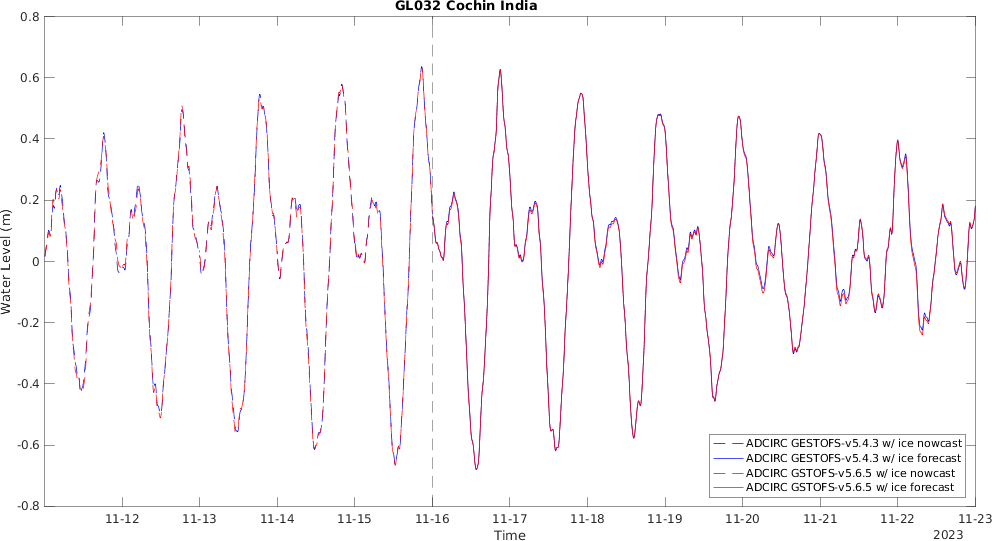 GL032 Cochin India
0.8
0.6
0.4
0.2
0
-0.2
-0.4
-0.6
-0.8
Water Level (m)
ADCIRC GESTOFS-v5.4.3 w/ ice nowcast
ADCIRC GESTOFS-v5.4.3 w/ ice forecast
ADCIRC GSTOFS-v5.6.5 w/ ice nowcast
ADCIRC GSTOFS-v5.6.5 w/ ice forecast
11-12 11-13 11-14 11-15 11-16 11-17 11-18 11-19 11-20 11-21 11-22 11-23
Time
2023